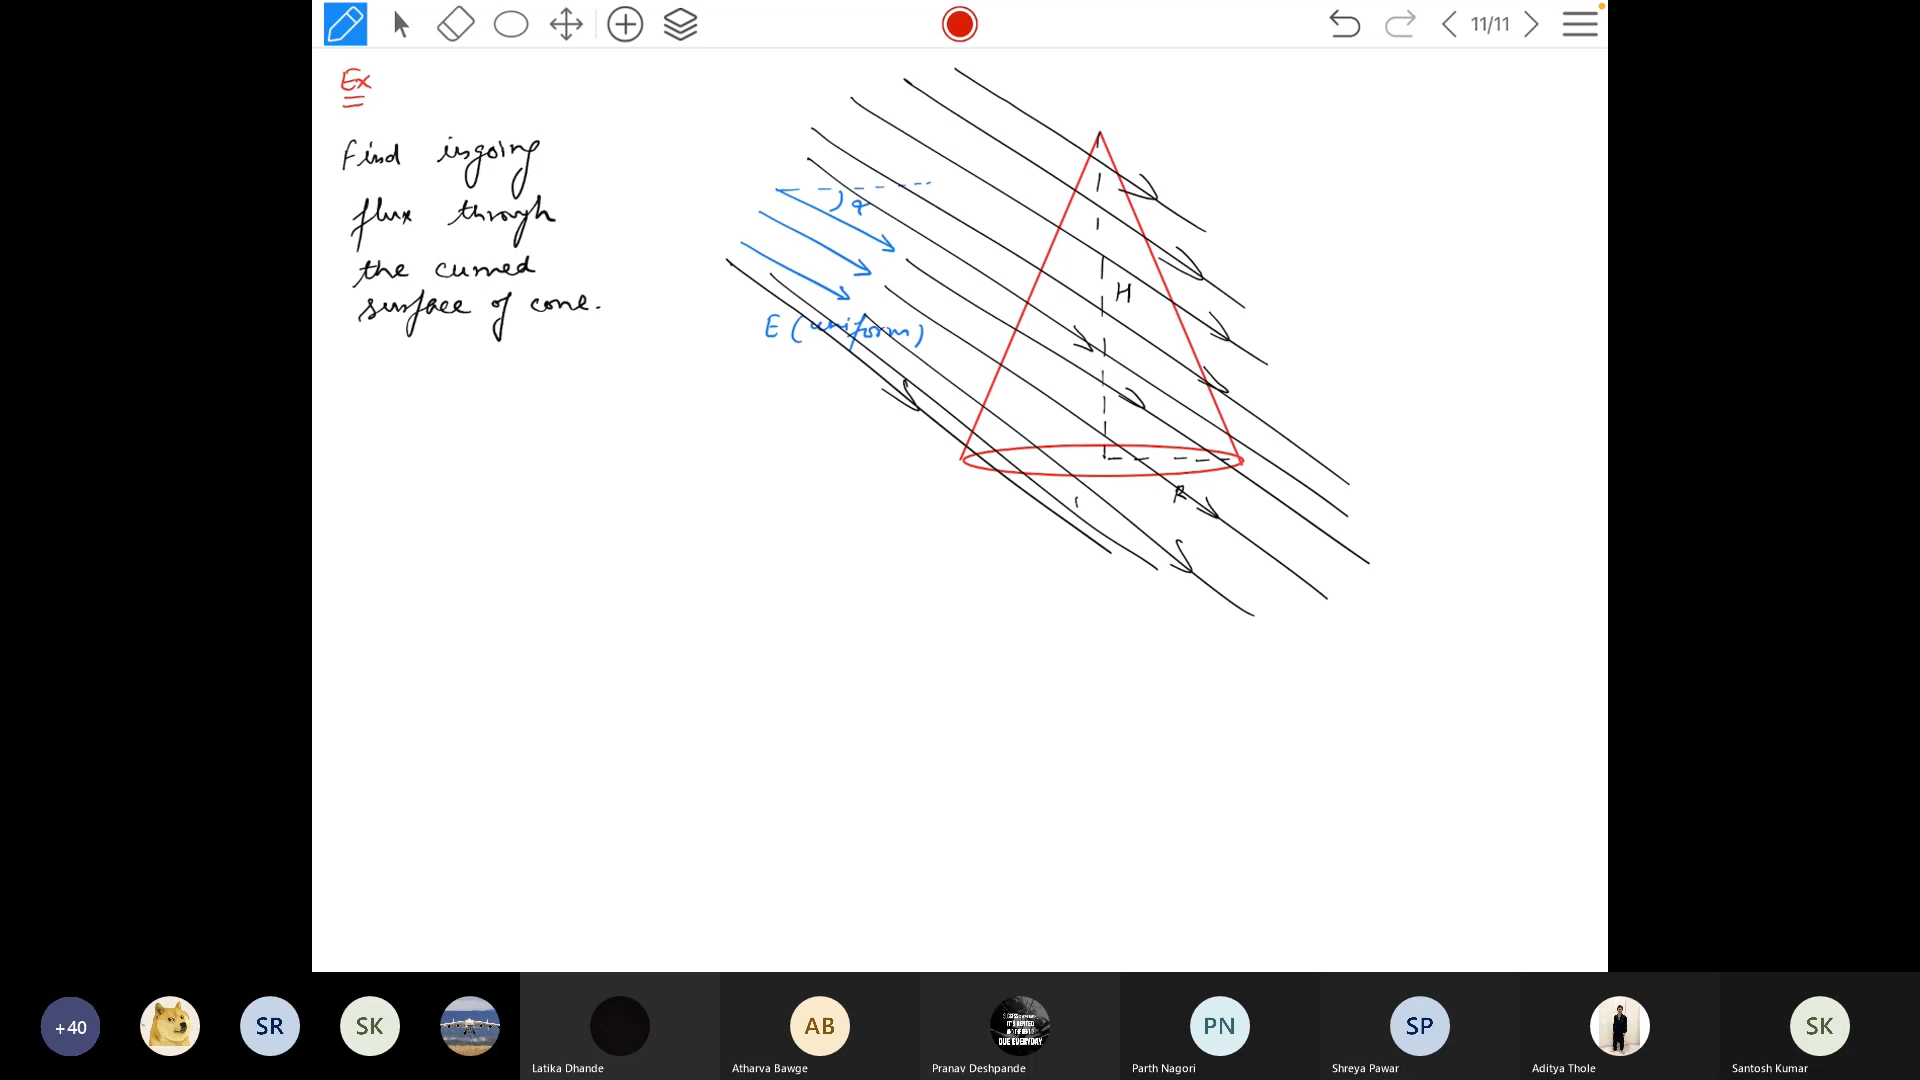 11/11
Ex
Find ingoing
flux through
the curved
surface of cone.
α
E (uniform)
H
R
+40
SR
SK
AB
PN
SP
SK
Latika Dhande
Atharva Bawge
Pranav Deshpande
Parth Nagori
Shreya Pawar
Aditya Thole
Santosh Kumar